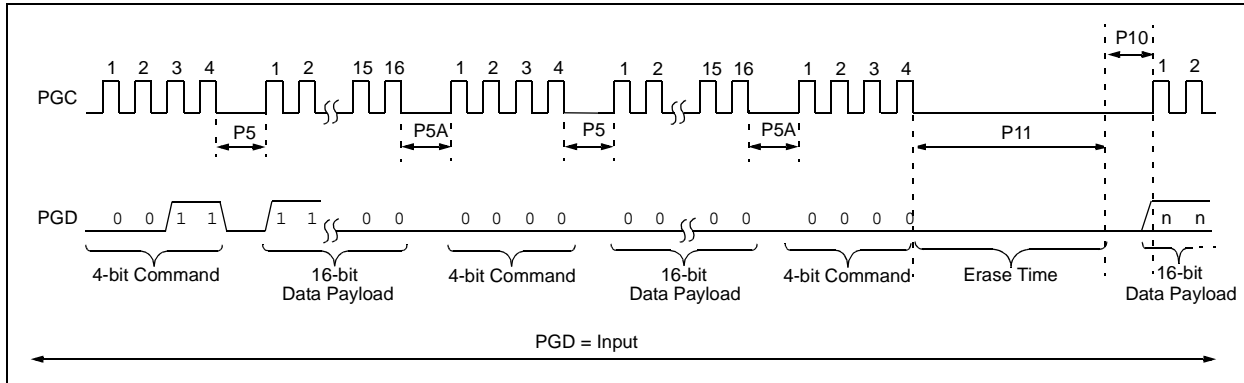 P10
1 2 3 4 1 2 15 16 1 2 3 4 1 2 15 16 1 2 3 4 1 2
PGC
P5 P5A P5 P5A P11
PGD 0 0 1 1 1 1 0 0 0 0 0 0 0 0 0 0 0 0 0 0 n n
4-bit Command 16-bit Data Payload 4-bit Command 16-bit Data Payload 4-bit Command Erase Time 16-bit Data Payload
PGD = Input